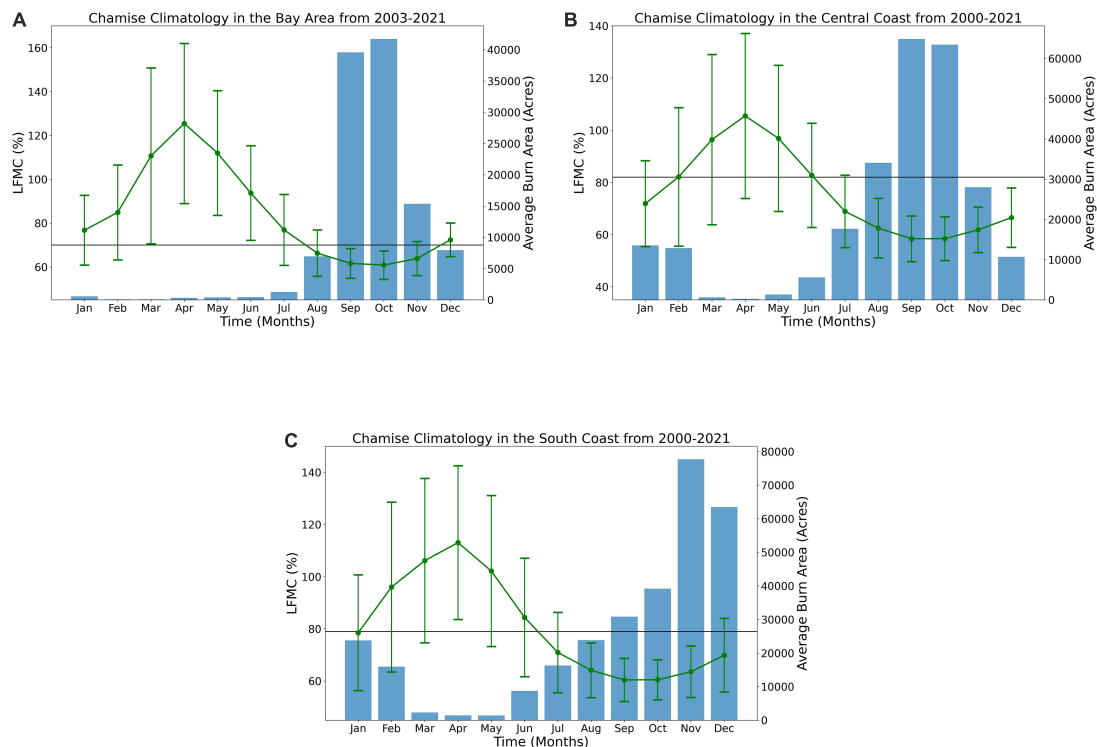 A
Chamise Climatology in the Bay Area from 2003-2021
160
140
120
100
80
60
LFMC (%)
40000
35000
30000
25000
20000
15000
10000
5000
0
Average Burn Area (Acres)
Jan Feb Mar Apr May Jun Jul Aug Sep Oct Nov Dec
Time (Months)
B
Chamise Climatology in the Central Coast from 2000-2021
140
120
100
80
60
40
LFMC (%)
60000
50000
40000
30000
20000
10000
0
Average Burn Area (Acres)
Jan Feb Mar Apr May Jun Jul Aug Sep Oct Nov Dec
Time (Months)
C
Chamise Climatology in the South Coast from 2000-2021
140
120
100
80
60
LFMC (%)
80000
70000
60000
50000
40000
30000
20000
10000
0
Average Burn Area (Acres)
Jan Feb Mar Apr May Jun Jul Aug Sep Oct Nov Dec
Time (Months)